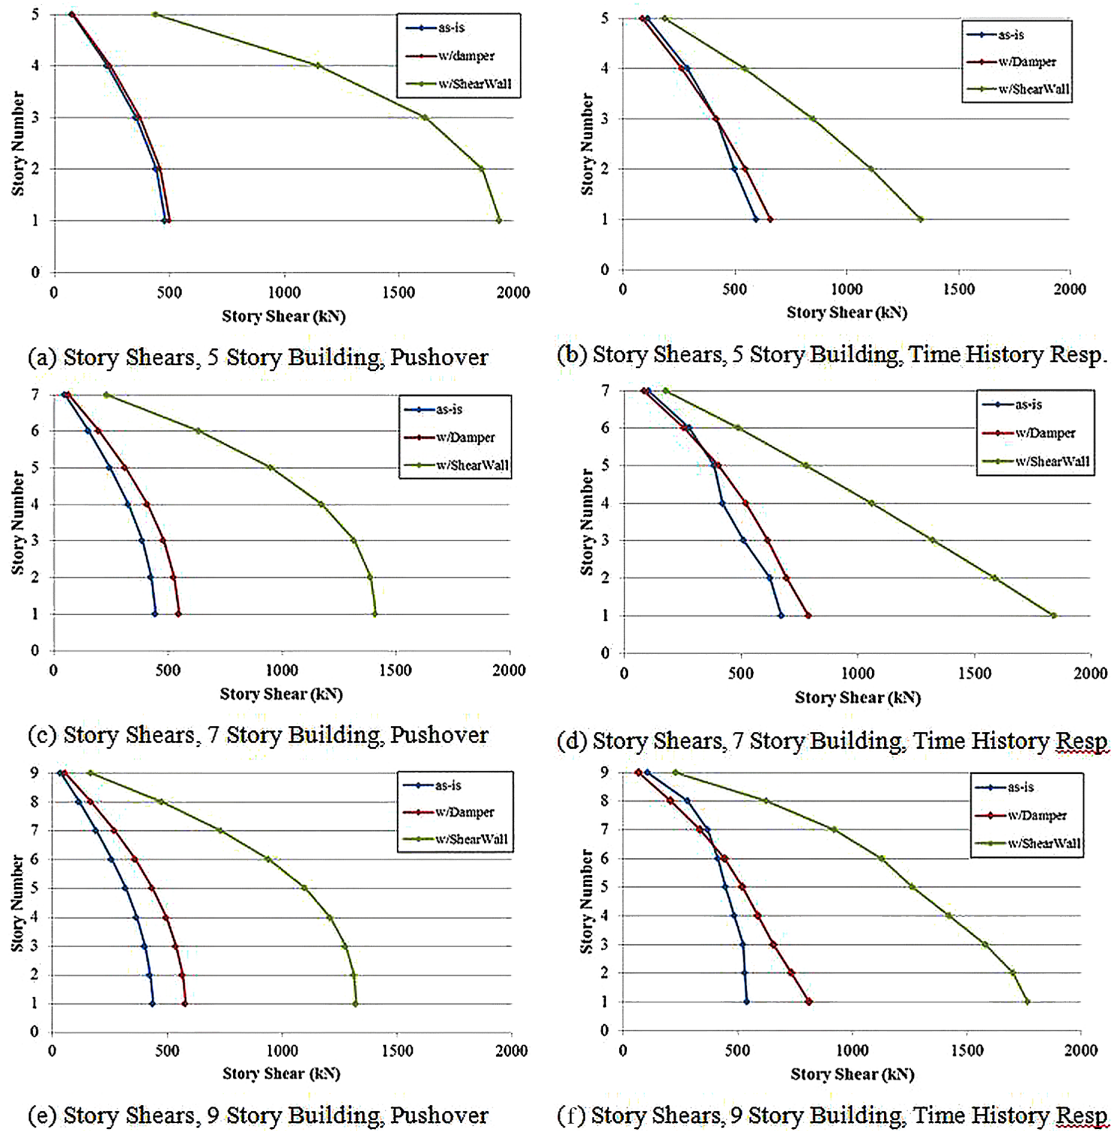 5
4
3
2
1
0
Story Number
0 500 1000 1500 2000
Story Shear (kN)
as-is
w/damper
w/ShearWall
(a) Story Shears, 5 Story Building, Pushover
5
4
3
2
1
0
Story Number
0 500 1000 1500 2000
Story Shear (kN)
as-is
w/Damper
w/ShearWall
(b) Story Shears, 5 Story Building, Time History Resp.
7
6
5
4
3
2
1
0
Story Number
0 500 1000 1500 2000
Story Shear (kN)
as-is
w/Damper
w/ShearWall
(c) Story Shears, 7 Story Building, Pushover
7
6
5
4
3
2
1
0
Story Number
0 500 1000 1500 2000
Story Shear (kN)
as-is
w/Damper
w/ShearWall
(d) Story Shears, 7 Story Building, Time History Resp
9
8
7
6
5
4
3
2
1
0
Story Number
0 500 1000 1500 2000
Story Shear (kN)
as-is
w/Damper
w/ShearWall
(e) Story Shears, 9 Story Building, Pushover
9
8
7
6
5
4
3
2
1
0
Story Number
0 500 1000 1500 2000
Story Shear (kN)
as-is
w/Damper
w/ShearWall
(f) Story Shears, 9 Story Building, Time History Resp